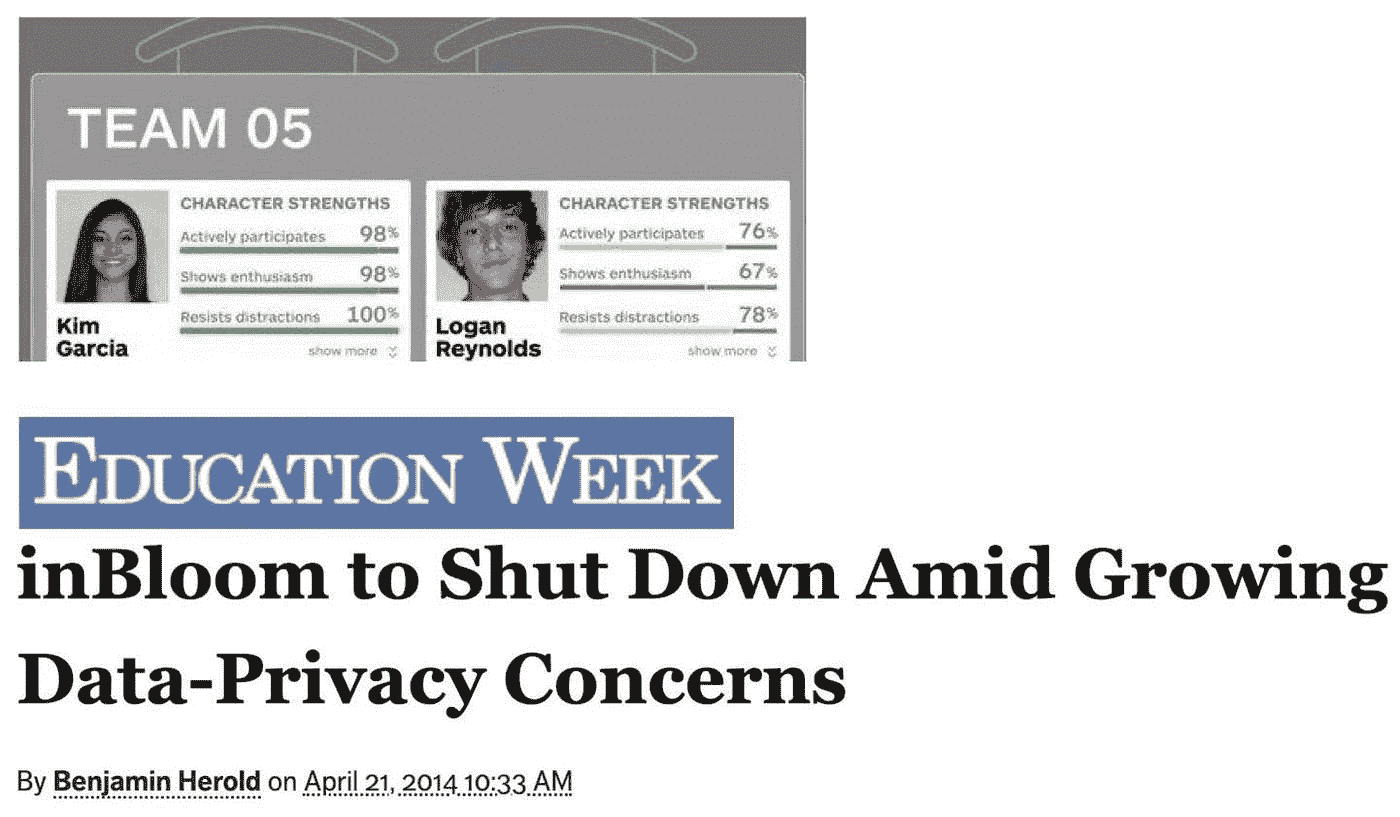 TEAM 05
CHARACTER STRENGTHS
Actively participates 98%
Shows enthusiasm 98%
Resists distractions 100%
show more
Kim
Garcia
CHARACTER STRENGTHS
Actively participates 76%
Shows enthusiasm 67%
Resists distractions 78%
show more
Logan
Reynolds
EDUCATION WEEK
inBloom to Shut Down Amid Growing
Data-Privacy Concerns
By Benjamin Herold on April 21, 2014 10:33 AM